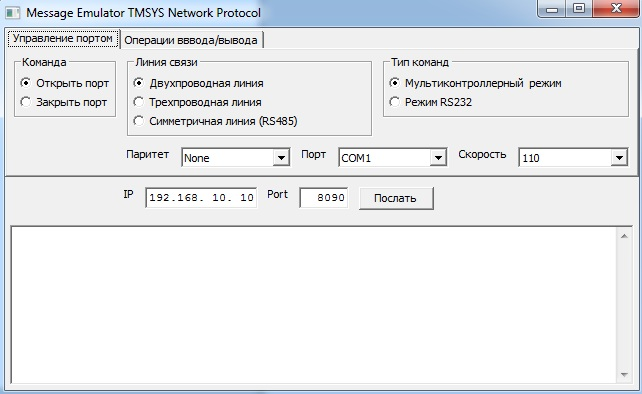 Message Emulator TMSYS Network Protocol
Управление портом Операции вввода/вывода
Команда Линия связи Тип команд
Открыть порт Двухпроводная линия Мультиконтроллерный режим
Закрыть порт Трехпроводная линия Режим RS232
Симметричная линия (RS485)
Паритет None Порт COM1 Скорость 110
IP 192.168. 10. 10 Port 8090 Послать